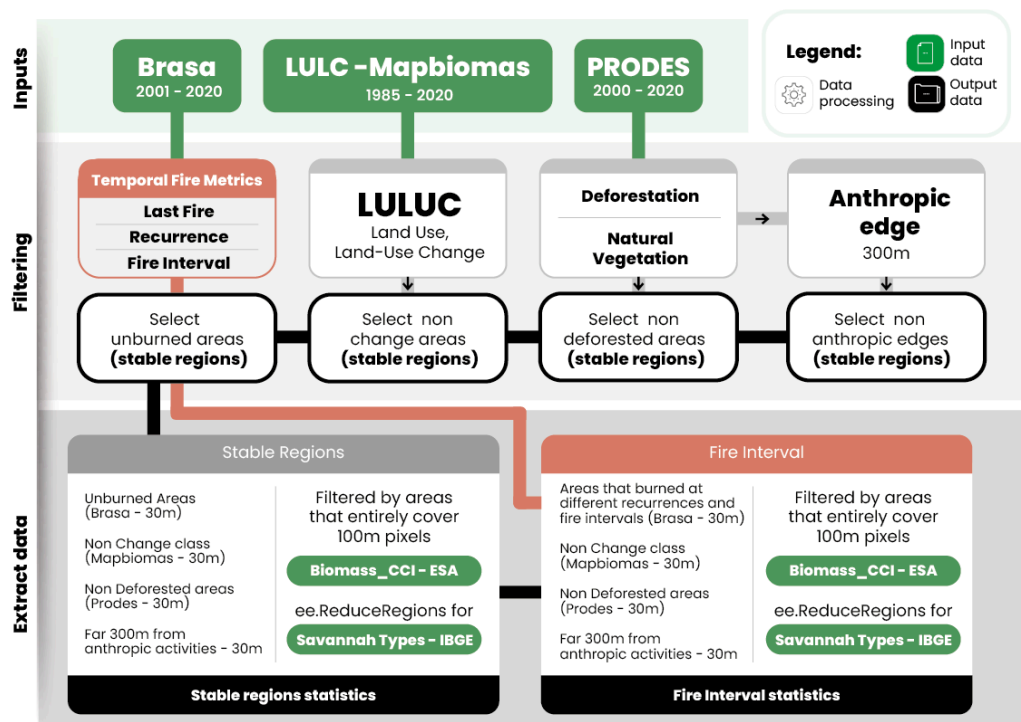 Inputs
Brasa
2001 - 2020
LULC -Mapbiomas
1985 - 2020
PRODES
2000 - 2020
Legend:
Data
processing
Input
data
Output
data
Filtering
Temporal Fire Metrics
Last Fire
Recurrence
Fire Interval
LULUC
Land Use,
Land-Use Change
Deforestation
Natural
Vegetation
Anthropic
edge
300m
Select
unburned areas
(stable regions)
Select non
change areas
(stable regions)
Select non
deforested areas
(stable regions)
Select non
anthropic edges
(stable regions)
Extract data
Stable Regions
Unburned Areas
(Brasa - 30m)
Non Change class
(Mapbiomas - 30m)
Non Deforested areas
(Prodes - 30m)
Far 300m from
anthropic activities - 30m
Filtered by areas
that entirely cover
100m pixels
Biomass_CCI - ESA
ee.ReduceRegions for
Savannah Types - IBGE
Stable regions statistics
Fire Interval
Areas that burned at
different recurrences and
fire intervals (Brasa - 30m)
Non Change class
(Mapbiomas - 30m)
Non Deforested areas
(Prodes - 30m)
Far 300m from
anthropic activities - 30m
Filtered by areas
that entirely cover
100m pixels
Biomass_CCI - ESA
ee.ReduceRegions for
Savannah Types - IBGE
Fire Interval statistics